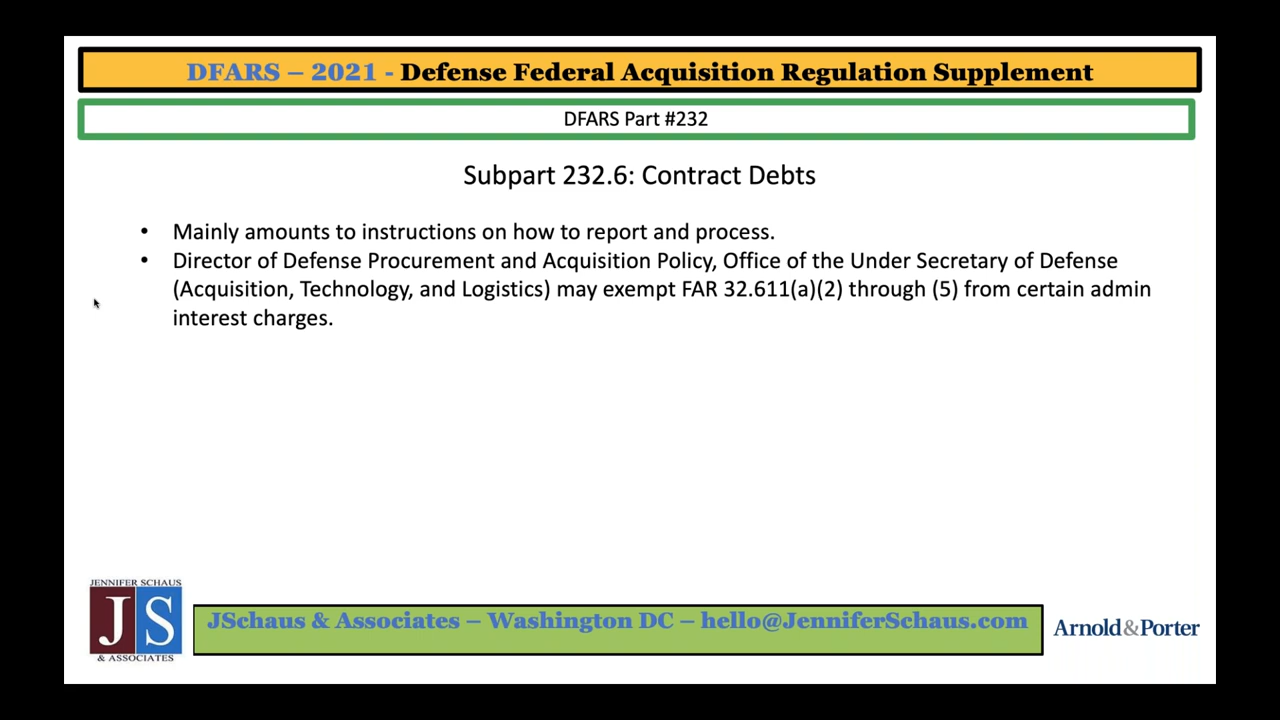 DFARS – 2021 - Defense Federal Acquisition Regulation Supplement
DFARS Part #232
Subpart 232.6: Contract Debts
• Mainly amounts to instructions on how to report and process.
• Director of Defense Procurement and Acquisition Policy, Office of the Under Secretary of Defense
(Acquisition, Technology, and Logistics) may exempt FAR 32.611(a)(2) through (5) from certain admin
interest charges.
JENNIFER SCHAUS
JS
& ASSOCIATES
JSchaus & Associates – Washington DC – hello@JenniferSchaus.com
Arnold&Porter